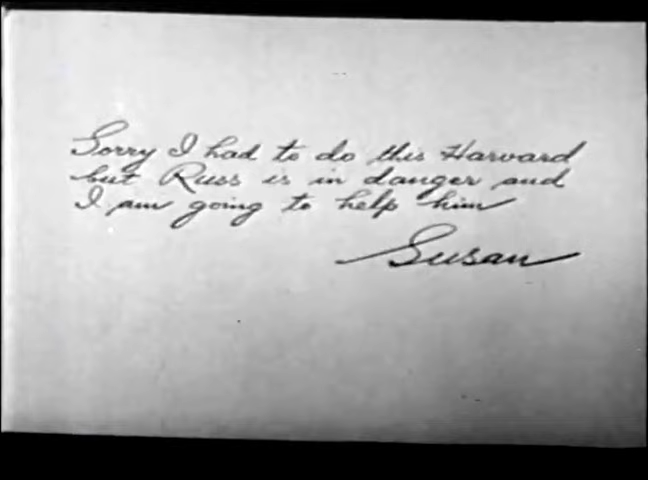 Sorry I had to do this Harvard
but Russ is in danger and
I am going to help him
Susan